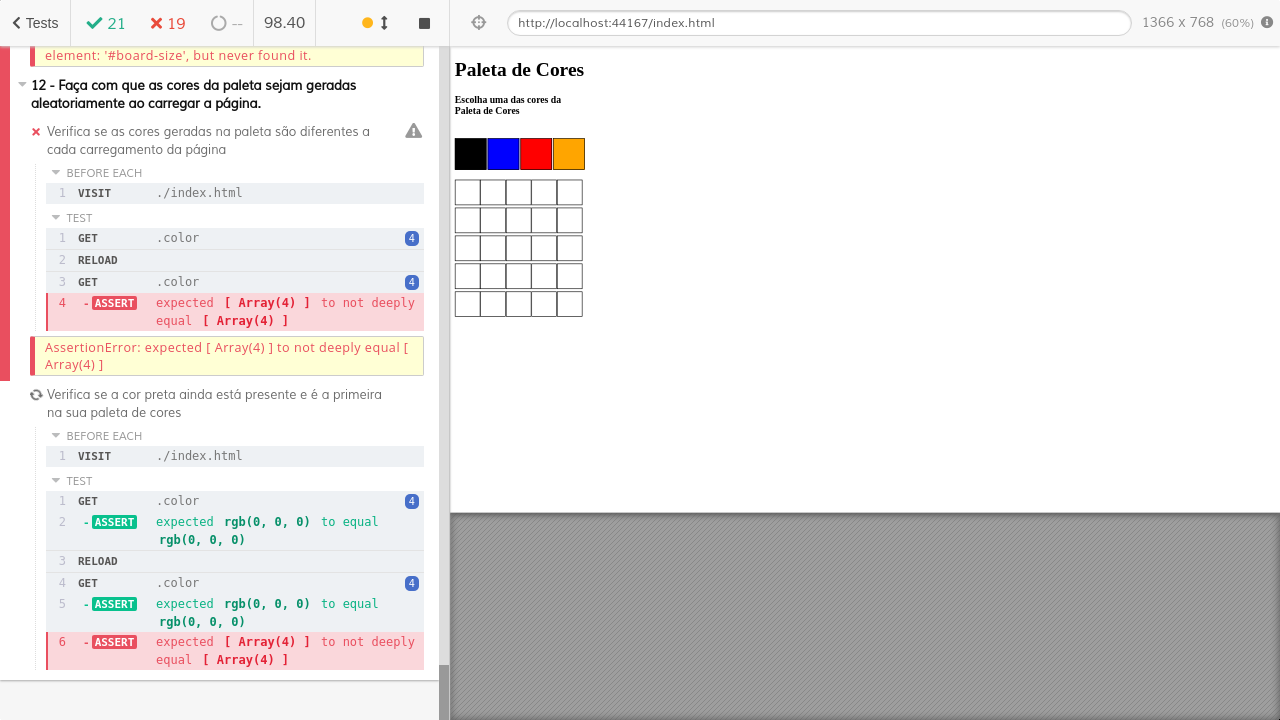 Tests
21
19
--
98.40
http://localhost:44167/index.html
1366 x 768 (60%)
element: '#board-size', but never found it.
12 - Faça com que as cores da paleta sejam geradas
aleatoriamente ao carregar a página.
Verifica se as cores geradas na paleta são diferentes a
cada carregamento da página
BEFORE EACH
1 VISIT ./index.html
TEST
1 GET .color 4
2 RELOAD
3 GET .color 4
4 -ASSERT expected [ Array(4) ] to not deeply
equal [ Array(4) ]
AssertionError: expected [ Array(4) ] to not deeply equal [
Array(4) ]
Verifica se a cor preta ainda está presente e é a primeira
na sua paleta de cores
BEFORE EACH
1 VISIT ./index.html
TEST
1 GET .color 4
2 -ASSERT expected rgb(0, 0, 0) to equal
rgb(0, 0, 0)
3 RELOAD
4 GET .color 4
5 -ASSERT expected rgb(0, 0, 0) to equal
rgb(0, 0, 0)
6 -ASSERT expected [ Array(4) ] to not deeply
equal [ Array(4) ]
Paleta de Cores
Escolha uma das cores da
Paleta de Cores